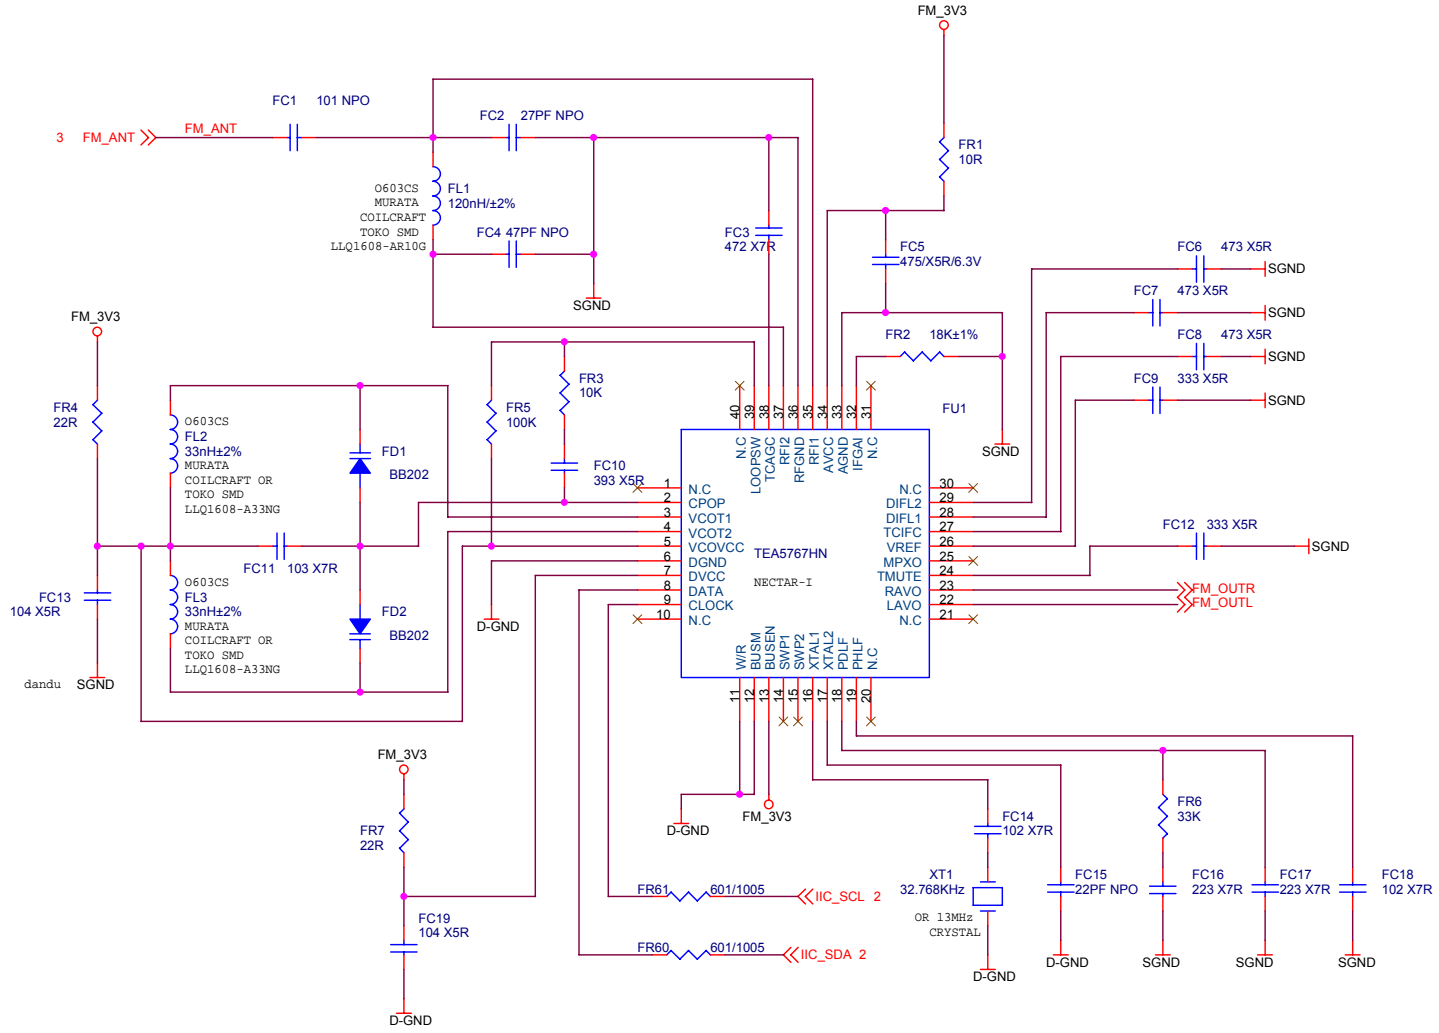 FM_3V3
FC1 101 NPO
FC2 27PF NPO
3 FM_ANT
FM_ANT
FR1
10R
O603CS
MURATA
COILCRAFT
TOKO SMD
LLQ1608-AR10G
FL1
120nH/±2%
FC4 47PF NPO
FC3
472 X7R
FC5
475/X5R/6.3V
SGND
FC6 473 X5R
SGND
FC7 473 X5R
SGND
FC8 473 X5R
SGND
FC9 333 X5R
SGND
FR2 18K±1%
SGND
FM_3V3
FR4
22R
O603CS
FL2
33nH±2%
MURATA
COILCRAFT OR
TOKO SMD
LLQ1608-A33NG
FD1
BB202
FR5
100K
FR3
10K
FC10
393 X5R
FC11 103 X7R
FC13
104 X5R
O603CS
FL3
33nH±2%
MURATA
COILCRAFT OR
TOKO SMD
LLQ1608-A33NG
FD2
BB202
dandu SGND
D-GND
FU1
40 39 38 37 36 35 34 33 32 31
N.C LOOPSW TCAGC RFI2 RFGND RFI1 AVCC AGND IFGAI N.C
1 N.C
2 CPOP
3 VCOT1
4 VCOT2
5 VCOVCC
6 DGND
7 DVCC
8 DATA
9 CLOCK
10 N.C
TEA5767HN
NECTAR-I
N.C 30
DIFL2 29
DIFL1 28
TCIFC 27
VREF 26
MPXO 25
TMUTE 24
RAVO 23
LAVO 22
N.C 21
W/R BUSM BUSEN SWP1 SWP2 XTAL1 XTAL2 PDLF PHLF N.C
11 12 13 14 15 16 17 18 19 20
FC12 333 X5R
SGND
FM_OUTR
FM_OUTL
FM_3V3
FR7
22R
FC19
104 X5R
D-GND
D-GND
FM_3V3
FR61 601/1005
IIC_SCL 2
FR60 601/1005
IIC_SDA 2
FC14
102 X7R
XT1
32.768KHz
OR 13MHz
CRYSTAL
D-GND
FC15
22PF NPO
D-GND
FR6
33K
FC16
223 X7R
SGND
FC17
223 X7R
SGND
FC18
102 X7R
SGND